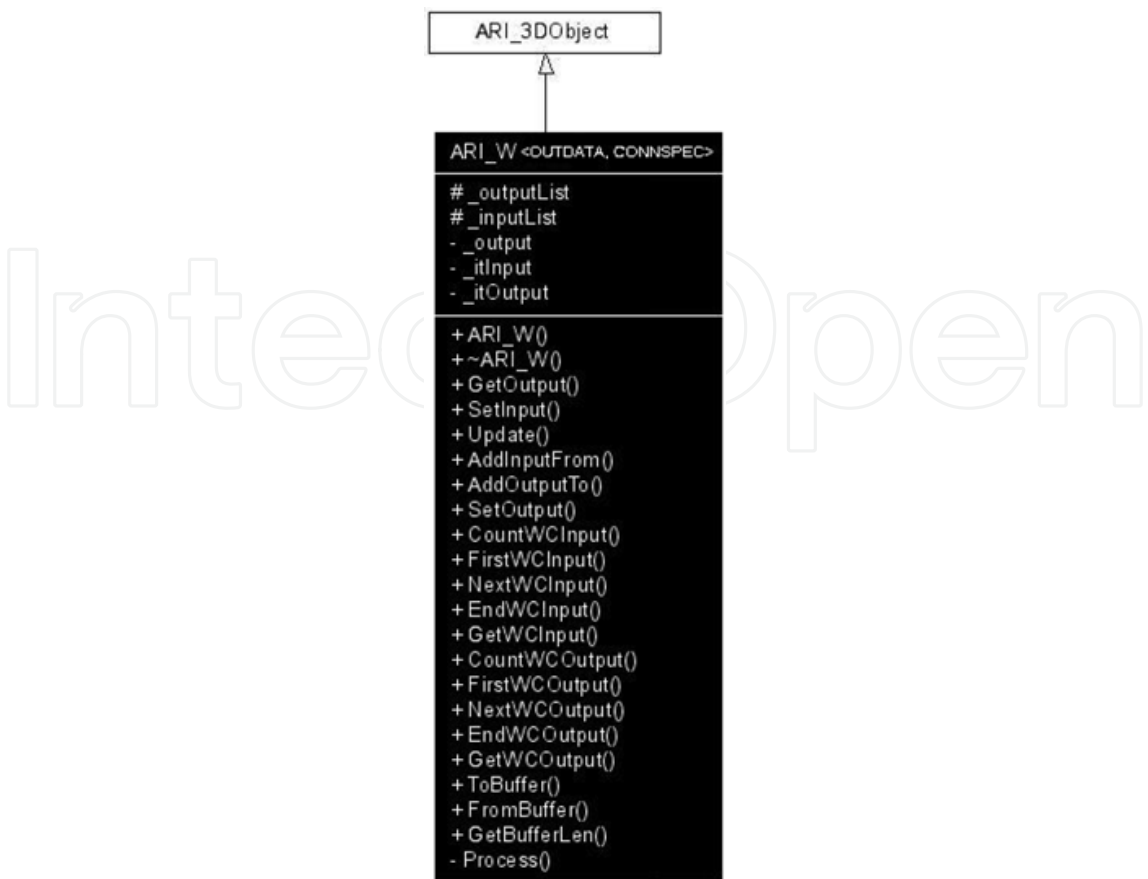 ARI_3DObject
ARI_W <OUTDATA, CONNSPEC>
# _outputList
# _inputList
- _output
- _itInput
- _itOutput
+ ARI_W()
+ ~ARI_W()
+ GetOutput()
+ SetInput()
+ Update()
+ AddInputFrom()
+ AddOutputTo()
+ SetOutput()
+ CountWCInput()
+ FirstWCInput()
+ NextWCInput()
+ EndWCInput()
+ GetWCInput()
+ CountWCOutput()
+ FirstWCOutput()
+ NextWCOutput()
+ EndWCOutput()
+ GetWCOutput()
+ ToBuffer()
+ FromBuffer()
+ GetBufferLen()
- Process()